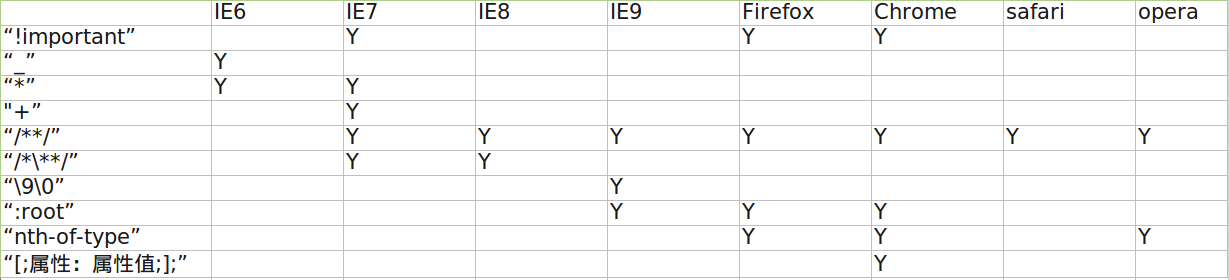 IE6 IE7 IE8 IE9 Firefox Chrome safari opera
“!important” Y Y Y
“_” Y
“*” Y Y
"+” Y
“/**/” Y Y Y Y Y Y Y
“/*\**/” Y Y
“\9\0” Y
“:root” Y Y Y
“nth-of-type” Y Y Y
“[;属性：属性值;];” Y